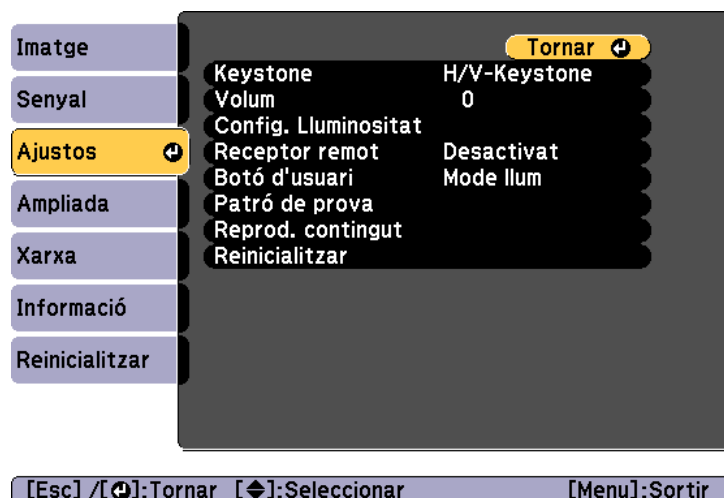 Imatge
Senyal
Ajustos
Ampliada
Xarxa
Informació
Reinicialitzar
Tornar
Keystone H/V-Keystone
Volum 0
Config. Lluminositat
Receptor remot Desactivat
Botó d'usuari Mode llum
Patró de prova
Reprod. contingut
Reinicialitzar
[Esc] /[]:Tornar []:Seleccionar [Menu]:Sortir